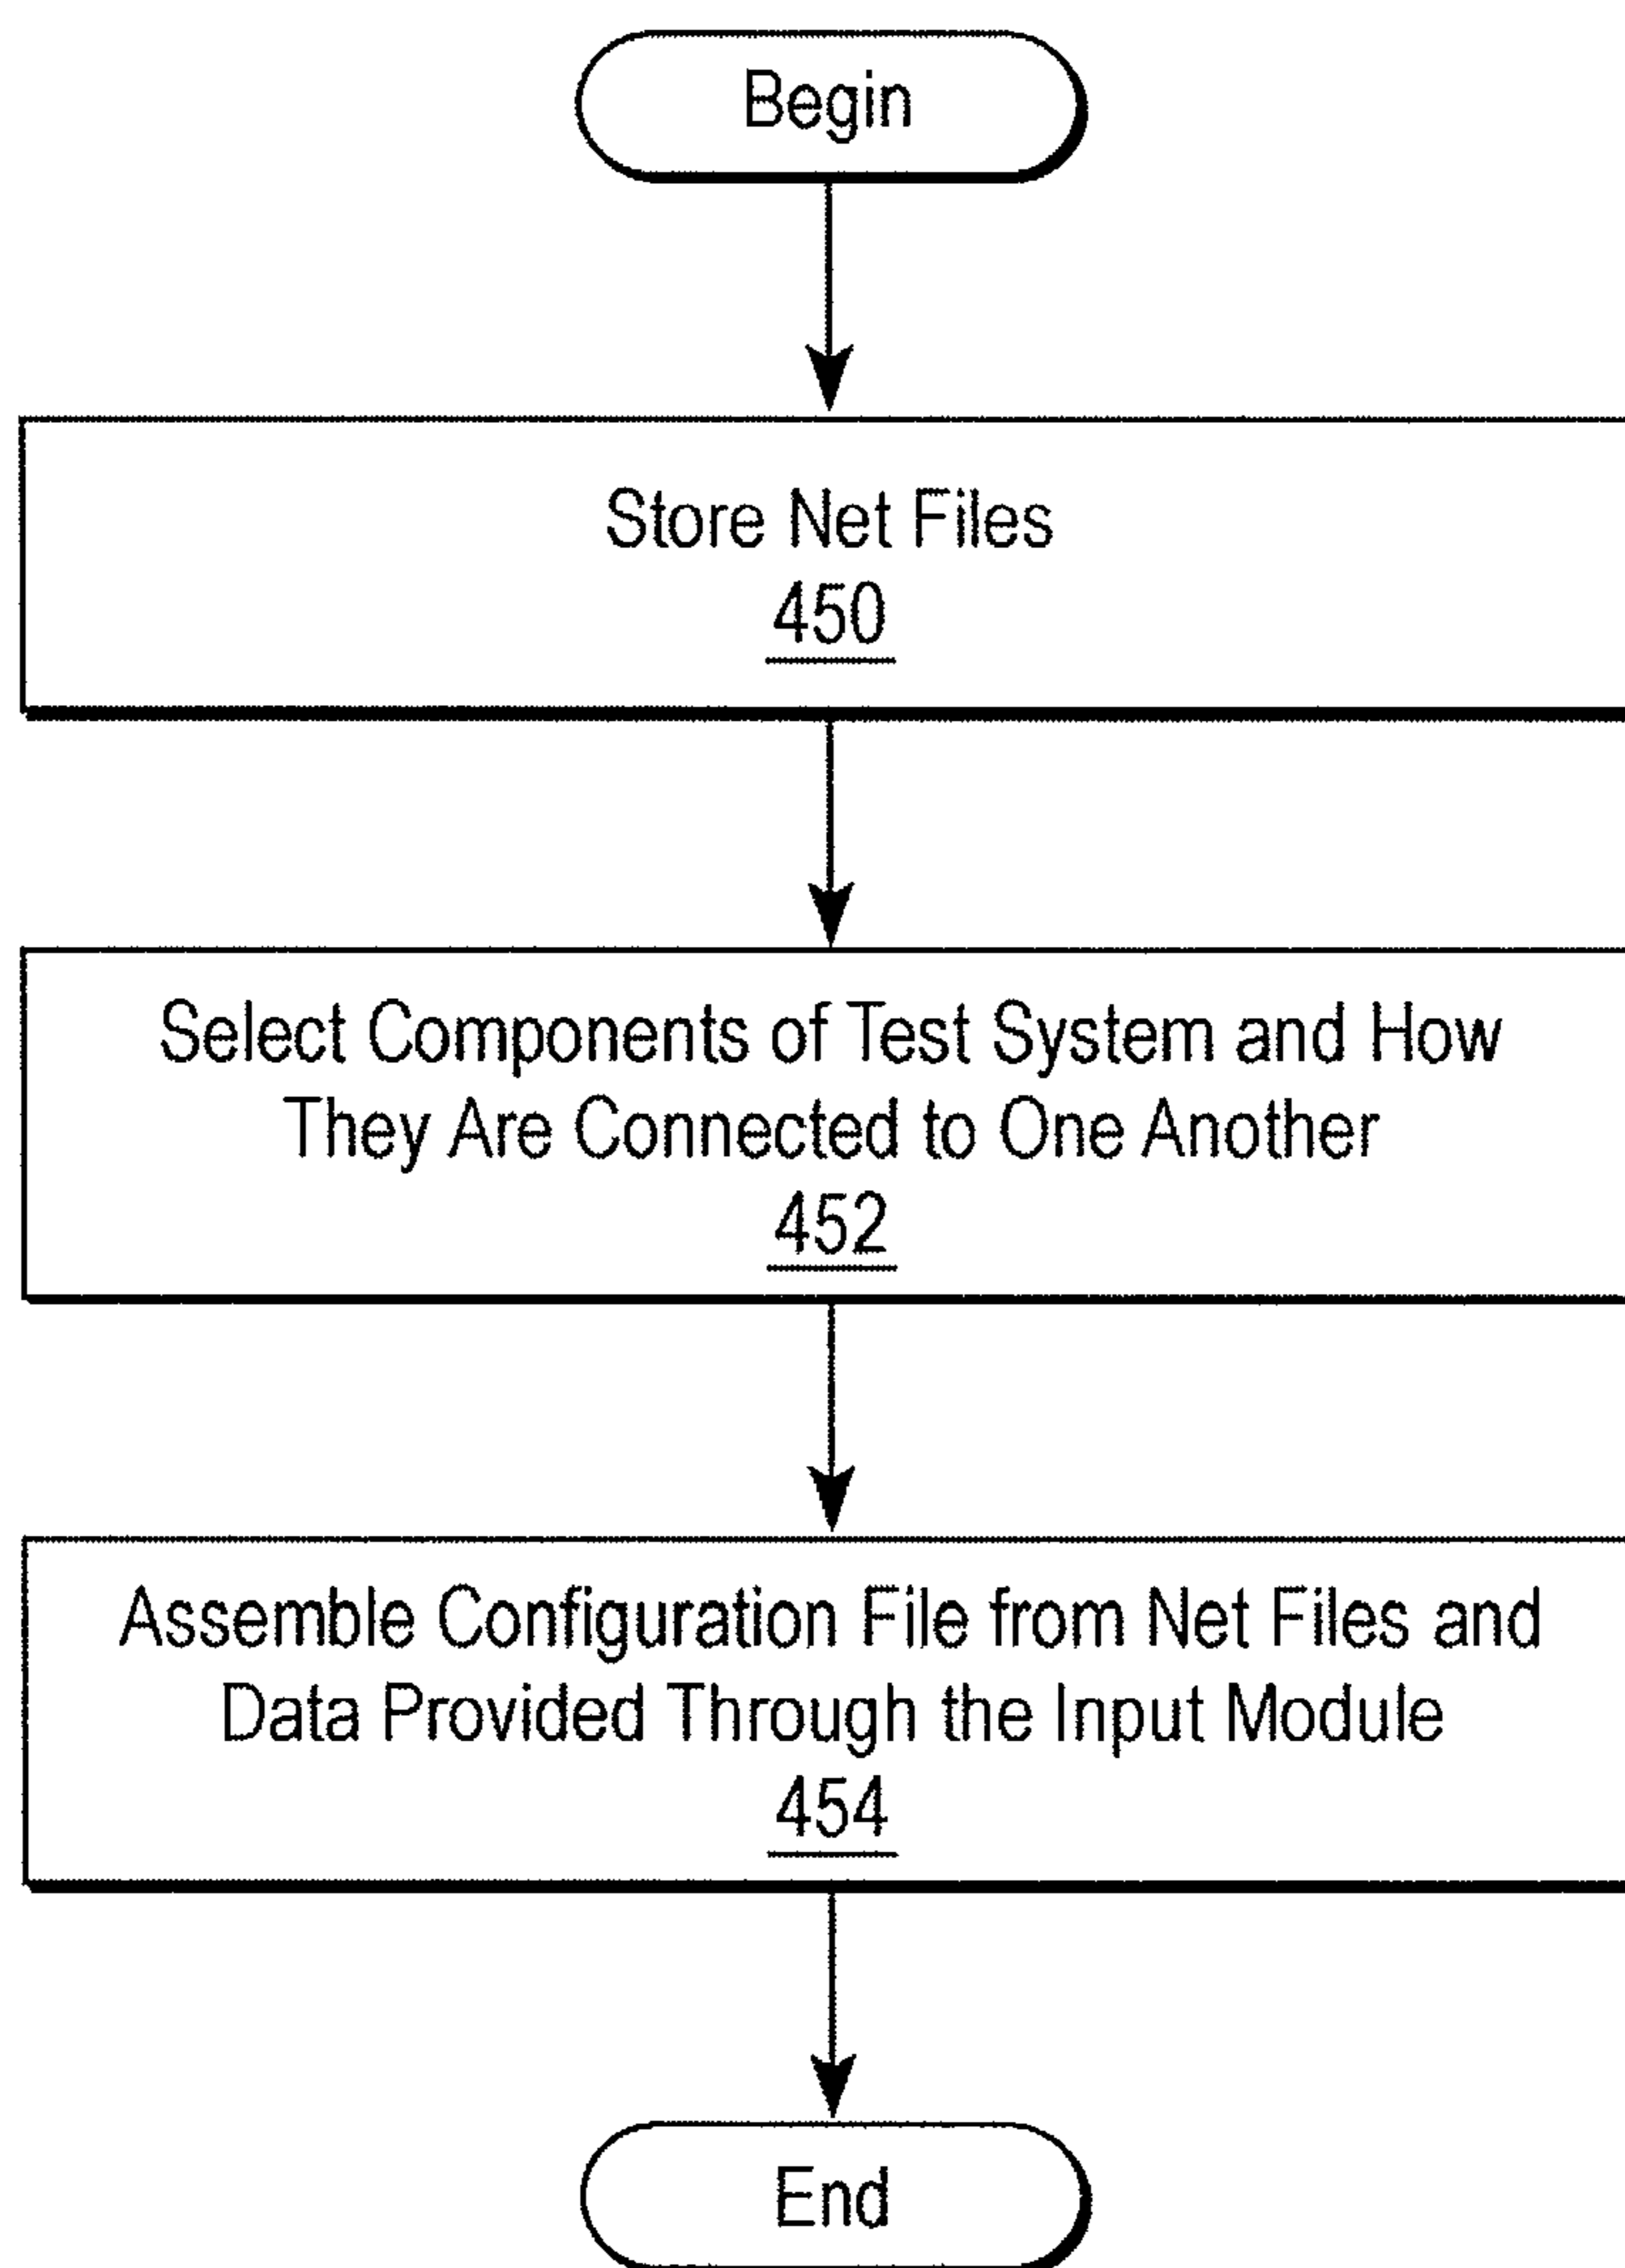 Begin
Store Net Files
450
Select Components of Test System and How
They Are Connected to One Another
452
Assemble Configuration File from Net Files and
Data Provided Through the Input Module
454
End